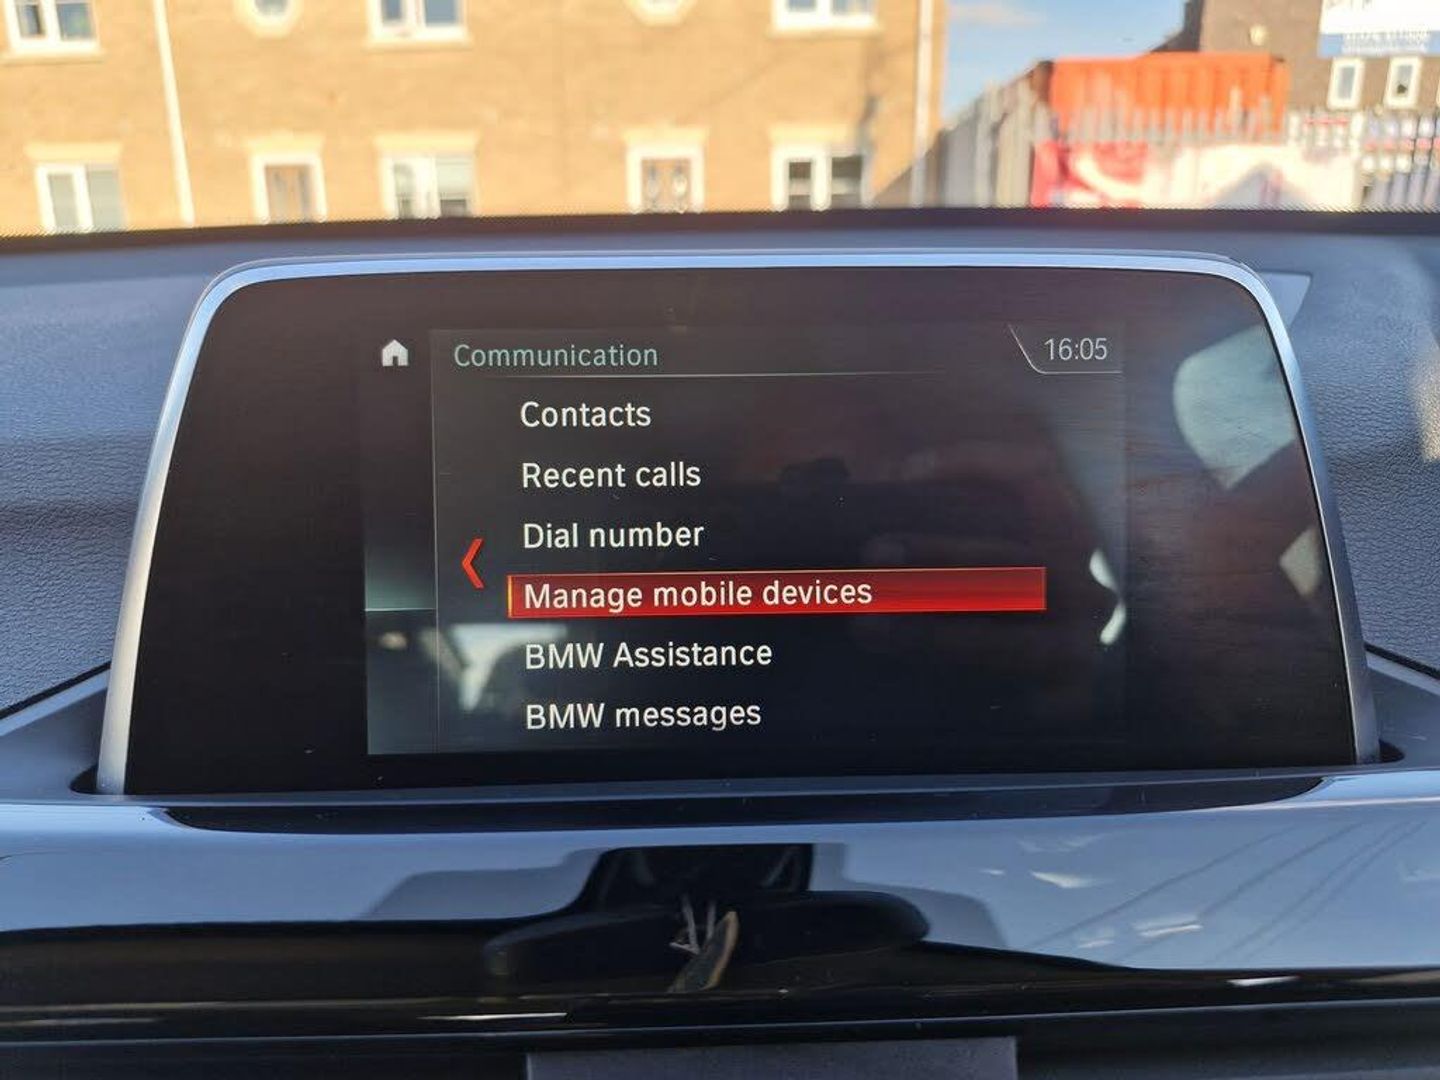 Communication
16:05
Contacts
Recent calls
Dial number
Manage mobile devices
BMW Assistance
BMW messages